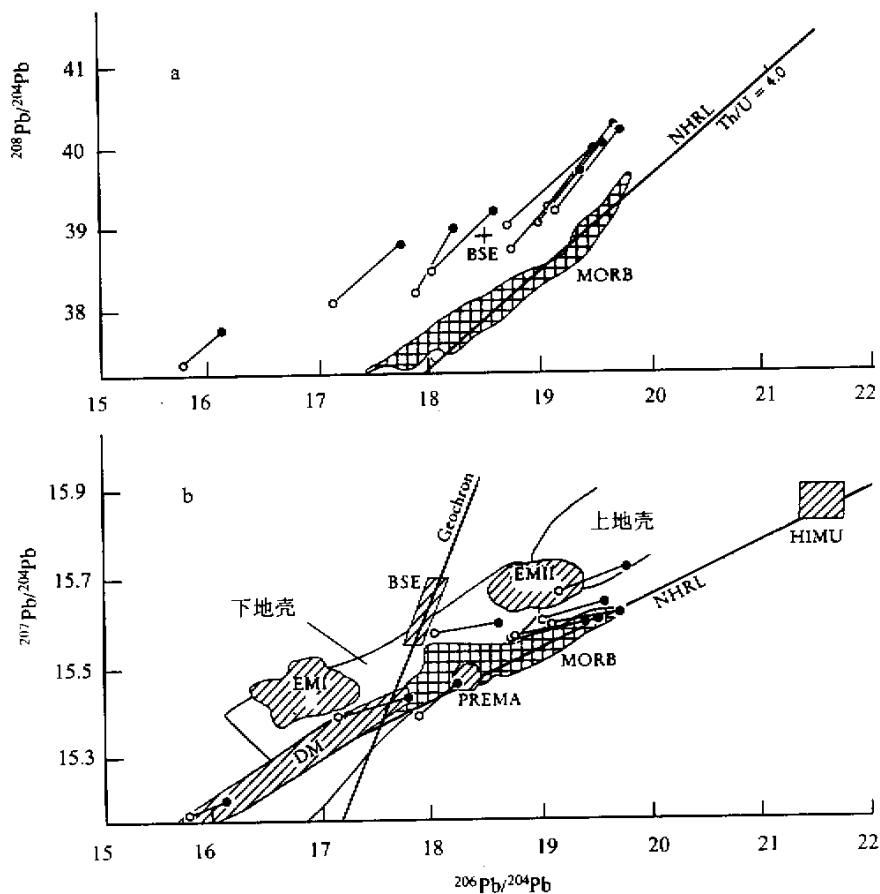 a
41
40
39
38
²⁰⁸Pb/²⁰⁴Pb
NHRL
Th/U = 4.0
BSE
MORB
15 16 17 18 19 20 21 22
b
15.9
15.7
15.5
15.3
²⁰⁷Pb/²⁰⁴Pb
Geochron
上地壳
HIMU
BSE
EMII
下地壳
NHRL
EMI
MORB
PREMA
DM
15 16 17 18 19 20 21 22
²⁰⁶Pb/²⁰⁴Pb